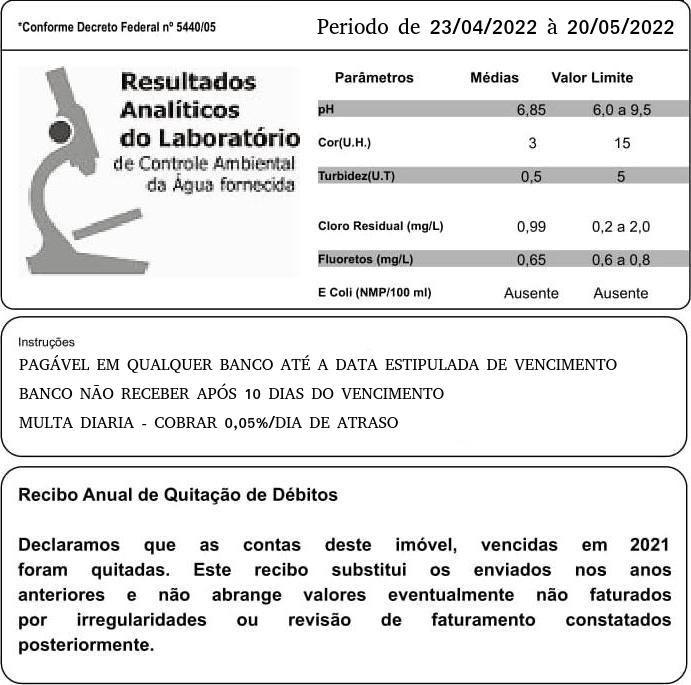 *Conforme Decreto Federal nº 5440/05
Periodo de 23/04/2022 à 20/05/2022
Resultados
Analíticos
do Laboratório
de Controle Ambiental
da Água fornecida
Parâmetros Médias Valor Limite
pH 6,85 6,0 a 9,5
Cor(U.H.) 3 15
Turbidez(U.T) 0,5 5
Cloro Residual (mg/L) 0,99 0,2 a 2,0
Fluoretos (mg/L) 0,65 0,6 a 0,8
E Coli (NMP/100 ml) Ausente Ausente
Instruções
PAGÁVEL EM QUALQUER BANCO ATÉ A DATA ESTIPULADA DE VENCIMENTO
BANCO NÃO RECEBER APÓS 10 DIAS DO VENCIMENTO
MULTA DIARIA - COBRAR 0,05%/DIA DE ATRASO
Recibo Anual de Quitação de Débitos
Declaramos que as contas deste imóvel, vencidas em 2021
foram quitadas. Este recibo substitui os enviados nos anos
anteriores e não abrange valores eventualmente não faturados
por irregularidades ou revisão de faturamento constatados
posteriormente.